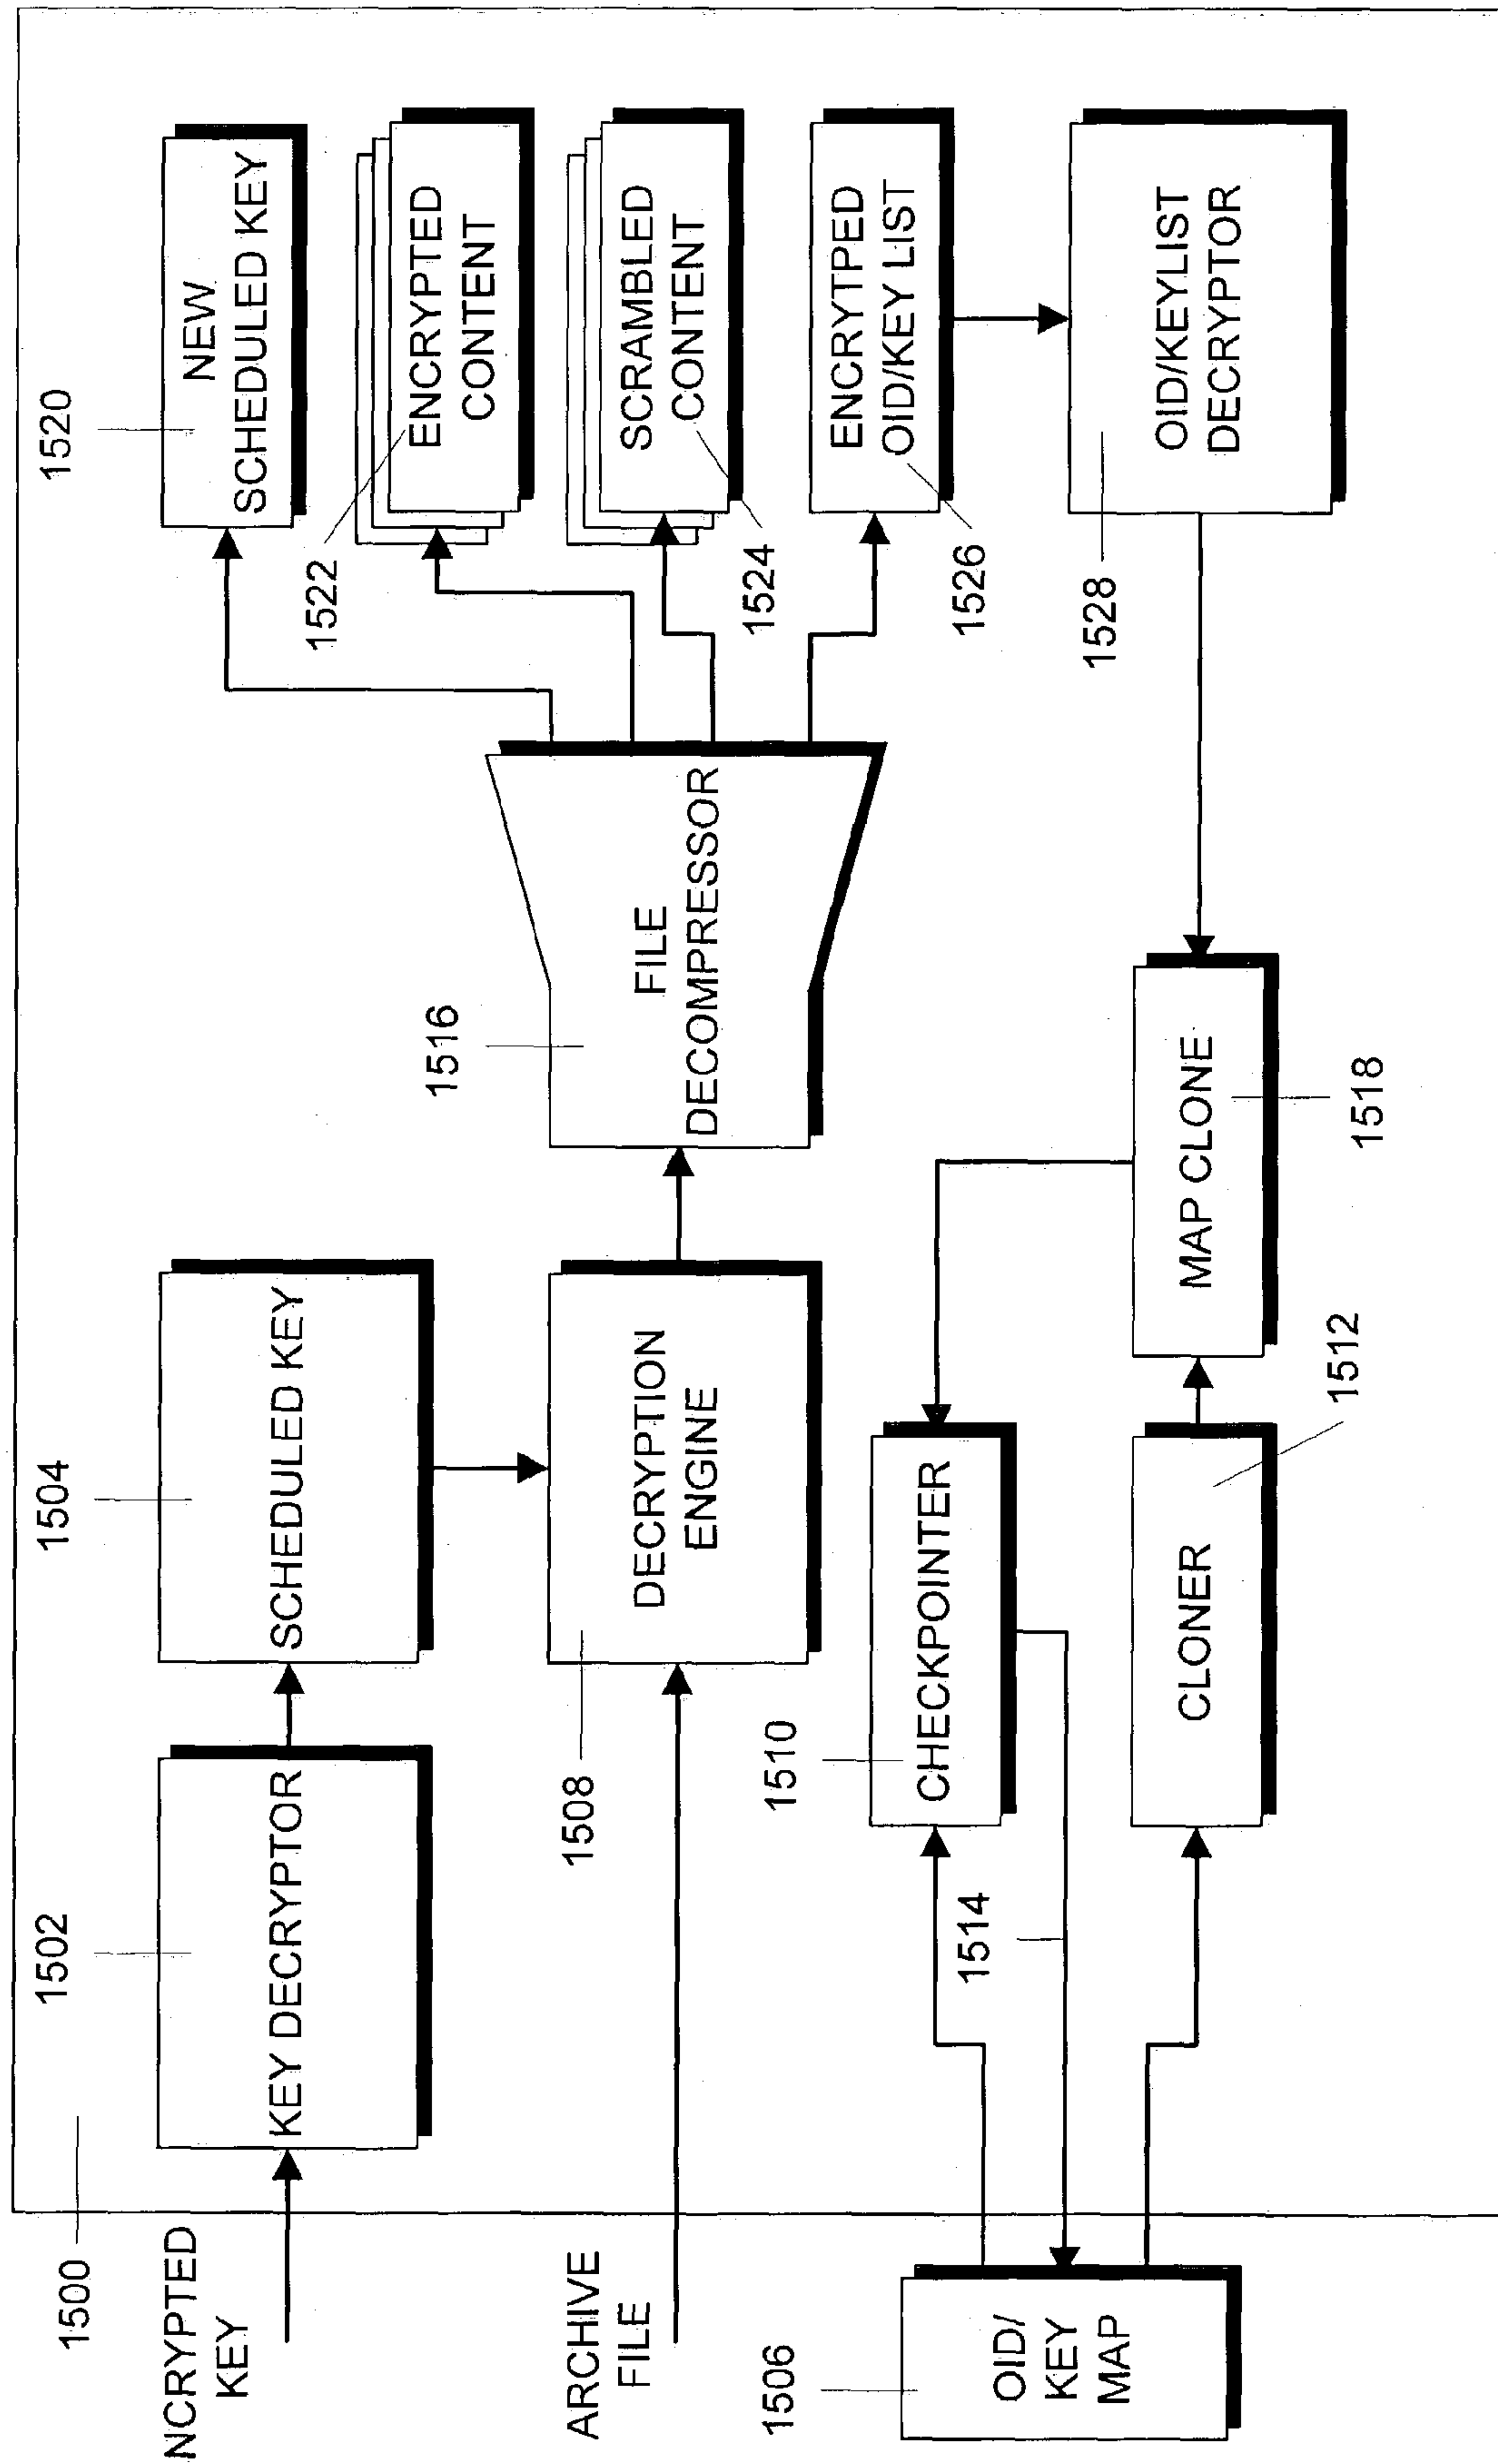 1500
NCRYPTED
KEY
1502
KEY DECRYPTOR
1504
SCHEDULED KEY
ARCHIVE
FILE
1508
DECRYPTION
ENGINE
1516
FILE
DECOMPRESSOR
1520
NEW
SCHEDULED KEY
1522
ENCRYPTED
CONTENT
SCRAMBLED
CONTENT
1524
ENCRYTPED
OID/KEY LIST
1526
1528
OID/KEYLIST
DECRYPTOR
1506
OID/
KEY
MAP
1510
CHECKPOINTER
1514
CLONER
1512
MAP CLONE
1518